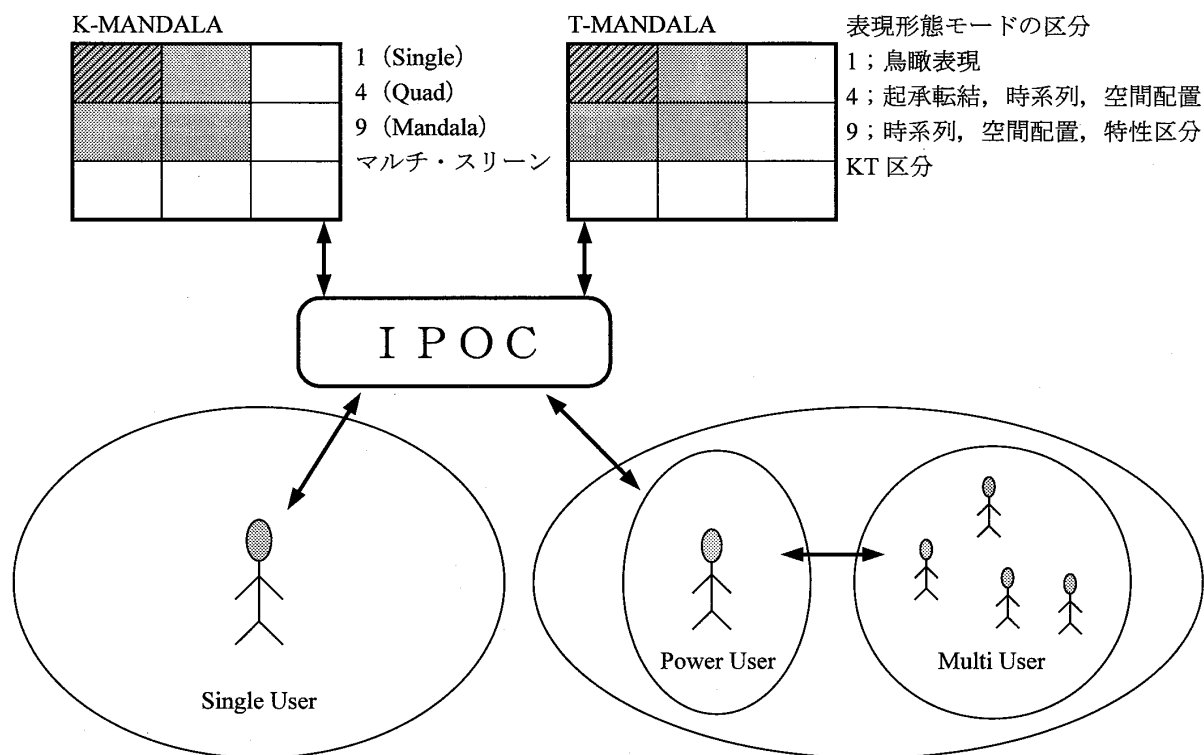 K-MANDALA
1 (Single)
4 (Quad)
9 (Mandala)
マルチ・スリーン
T-MANDALA
表現形態モードの区分
1；鳥瞰表現
4；起承転結，時系列，空間配置
9；時系列，空間配置，特性区分
KT 区分
ＩＰＯＣ
Single User
Power User
Multi User